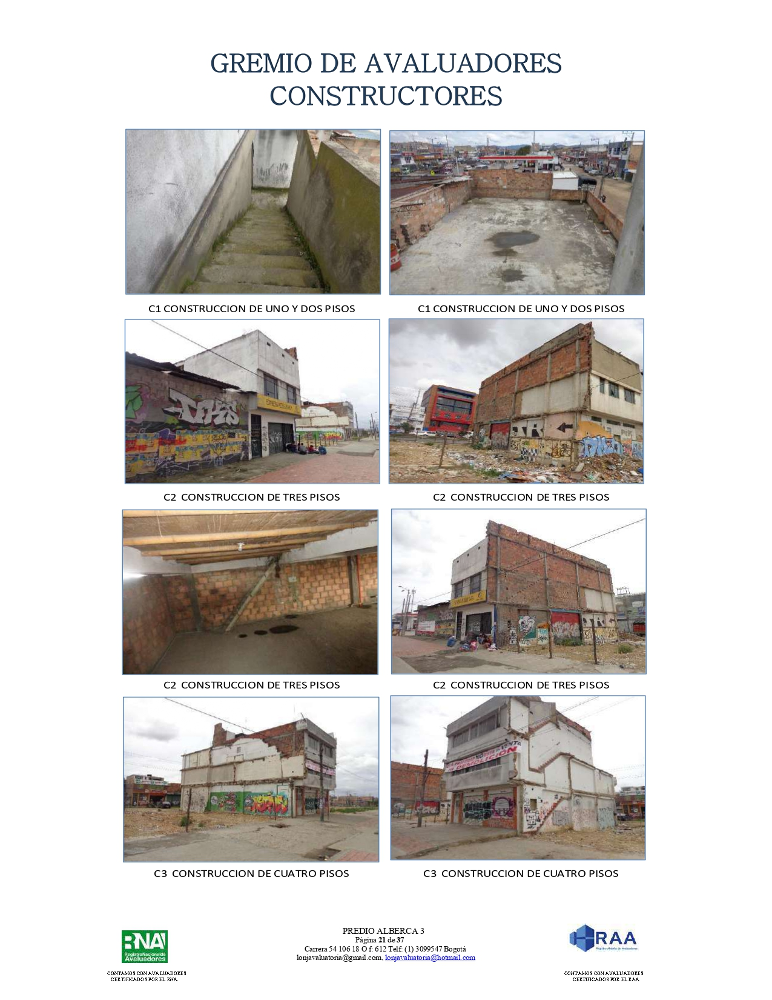 GREMIO DE AVALUADORES
CONSTRUCTORES
C1 CONSTRUCCION DE UNO Y DOS PISOS
C1 CONSTRUCCION DE UNO Y DOS PISOS
C2 CONSTRUCCION DE TRES PISOS
C2 CONSTRUCCION DE TRES PISOS
C2 CONSTRUCCION DE TRES PISOS
C2 CONSTRUCCION DE TRES PISOS
VENTA
DEMOLICION
C3 CONSTRUCCION DE CUATRO PISOS
C3 CONSTRUCCION DE CUATRO PISOS
RNA
Registro Nacional de
Avaluadores
CONTAMOS CON AVALUADORES
CERTIFICADOS POR EL RNA.
PREDIO ALBERCA 3
Página 21 de 37
Carrera 54 106 18 O f: 612 Telf: (1) 3099547 Bogotá
lonjavaluatoria@gmail.com, lonjavaluatoria@hotmail.com
RAA
Registro Abierto de Avaluadores
CONTAMOS CON AVALUADORES
CERTIFICADOS POR EL RAA